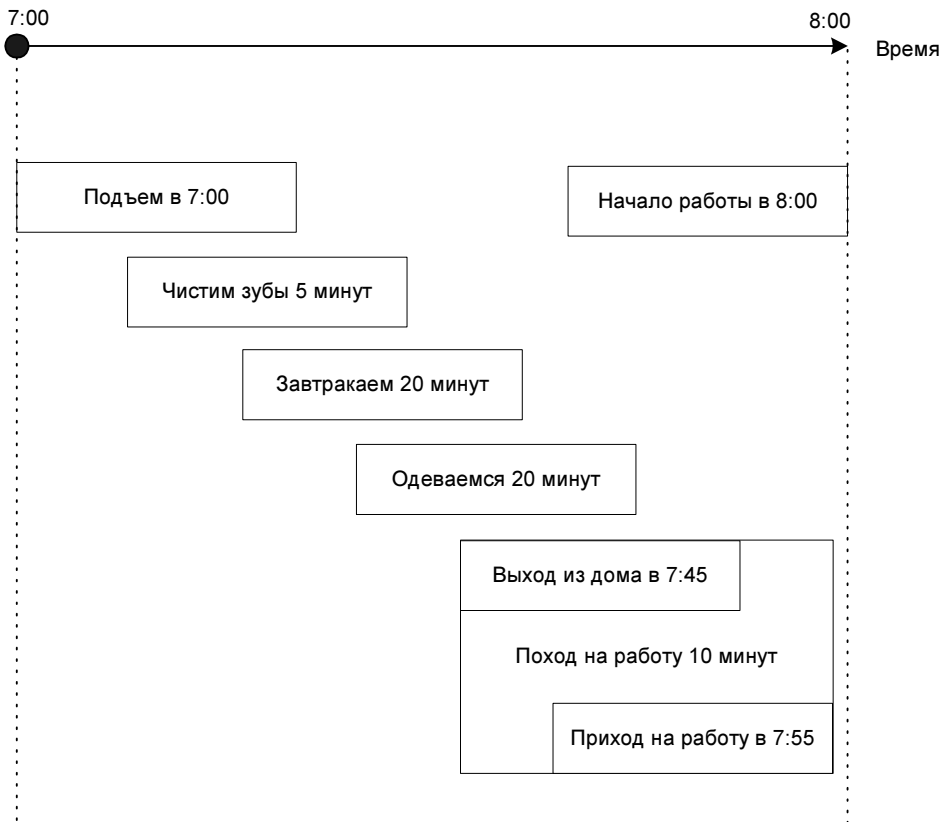 7:00
8:00
Время
Подъем в 7:00
Начало работы в 8:00
Чистим зубы 5 минут
Завтракаем 20 минут
Одеваемся 20 минут
Выход из дома в 7:45
Поход на работу 10 минут
Приход на работу в 7:55